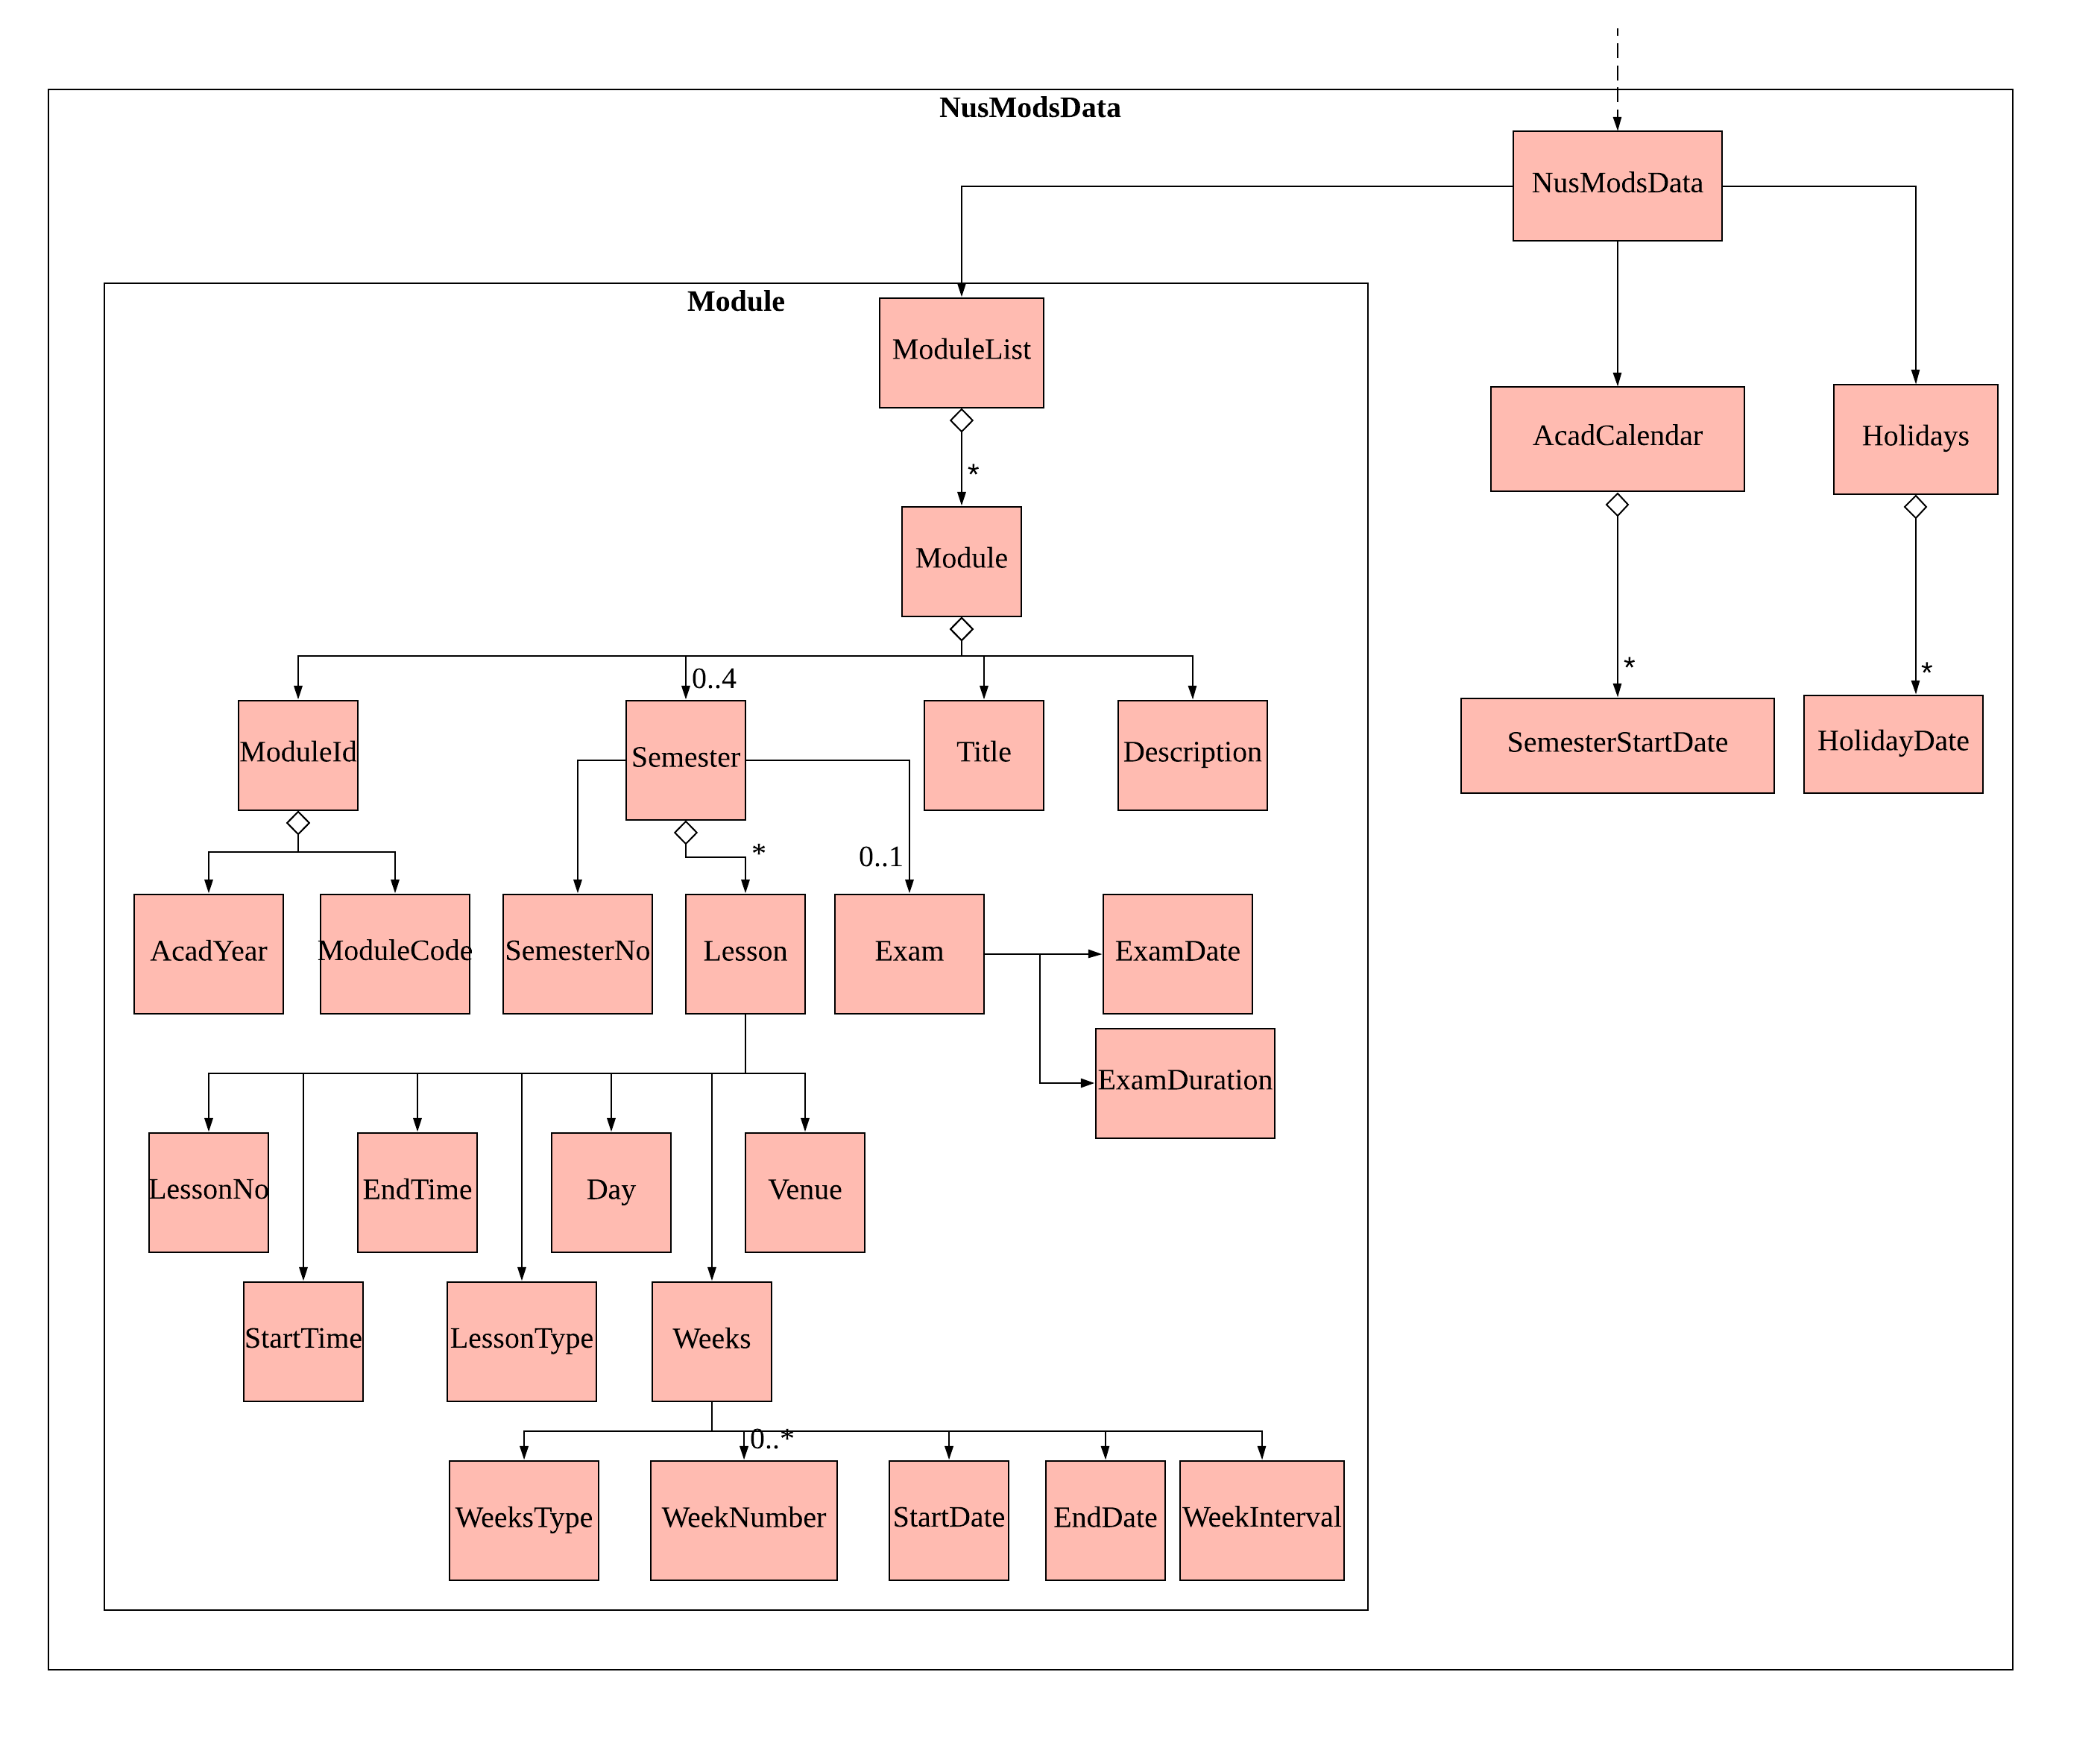 NusModsData
NusModsData
Module
ModuleList
*
Module
AcadCalendar
Holidays
0..4
*
*
ModuleId
Semester
Title
Description
SemesterStartDate
HolidayDate
*
0..1
AcadYear
ModuleCode
SemesterNo
Lesson
Exam
ExamDate
ExamDuration
LessonNo
EndTime
Day
Venue
StartTime
LessonType
Weeks
0..*
WeeksType
WeekNumber
StartDate
EndDate
WeekInterval